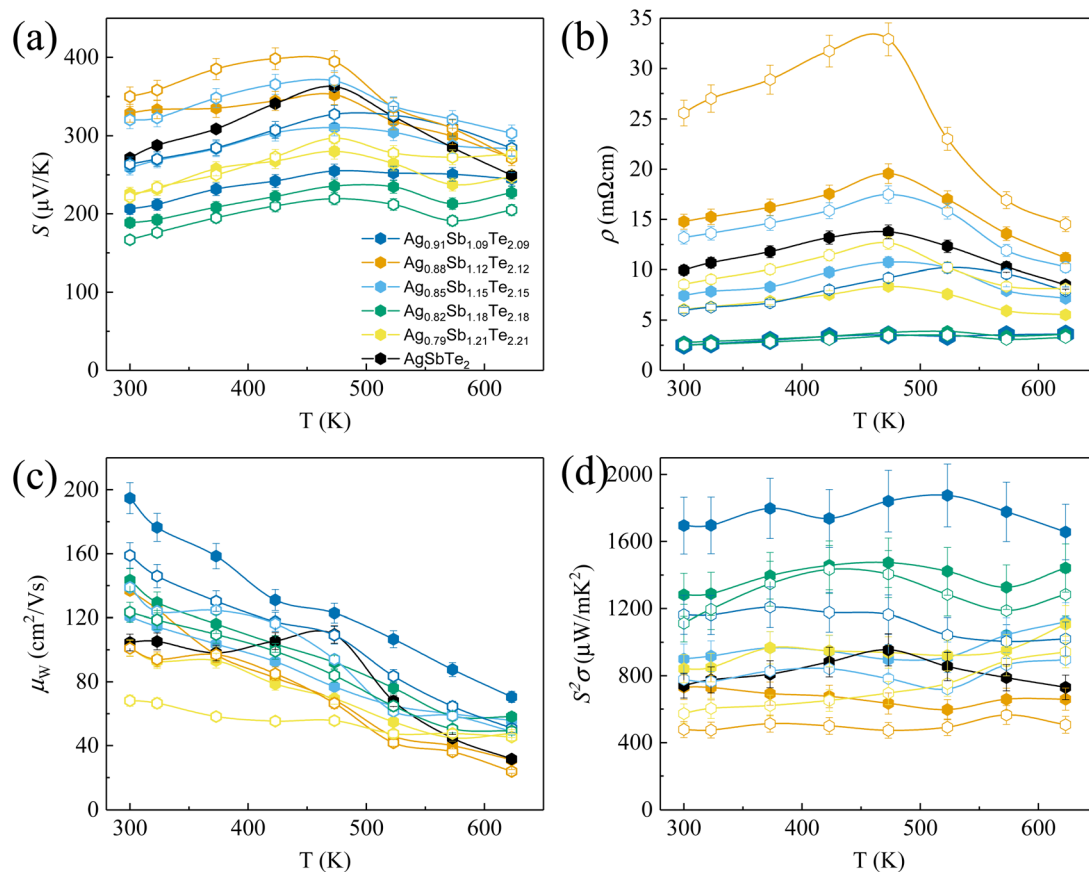 (a)
S (μV/K)
400
300
200
100
0
300
400
500
600
T (K)
Ag0.91Sb1.09Te2.09
Ag0.88Sb1.12Te2.12
Ag0.85Sb1.15Te2.15
Ag0.82Sb1.18Te2.18
Ag0.79Sb1.21Te2.21
AgSbTe2
(b)
ρ (mΩcm)
35
30
25
20
15
10
5
0
300
400
500
600
T (K)
(c)
μW (cm²/Vs)
200
160
120
80
40
0
300
400
500
600
T (K)
(d)
S²σ (μW/mK²)
2000
1600
1200
800
400
0
300
400
500
600
T (K)